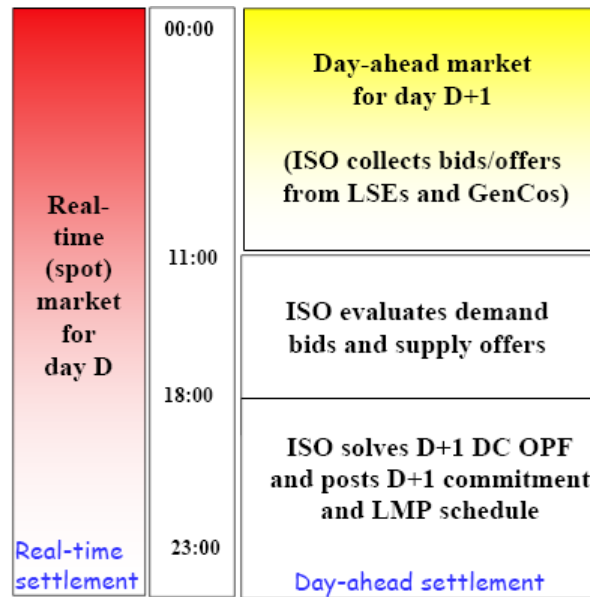 Real-
time
(spot)
market
for
day D
Real-time
settlement
00:00
11:00
18:00
23:00
Day-ahead market
for day D+1
(ISO collects bids/offers
from LSEs and GenCos)
ISO evaluates demand
bids and supply offers
ISO solves D+1 DC OPF
and posts D+1 commitment
and LMP schedule
Day-ahead settlement